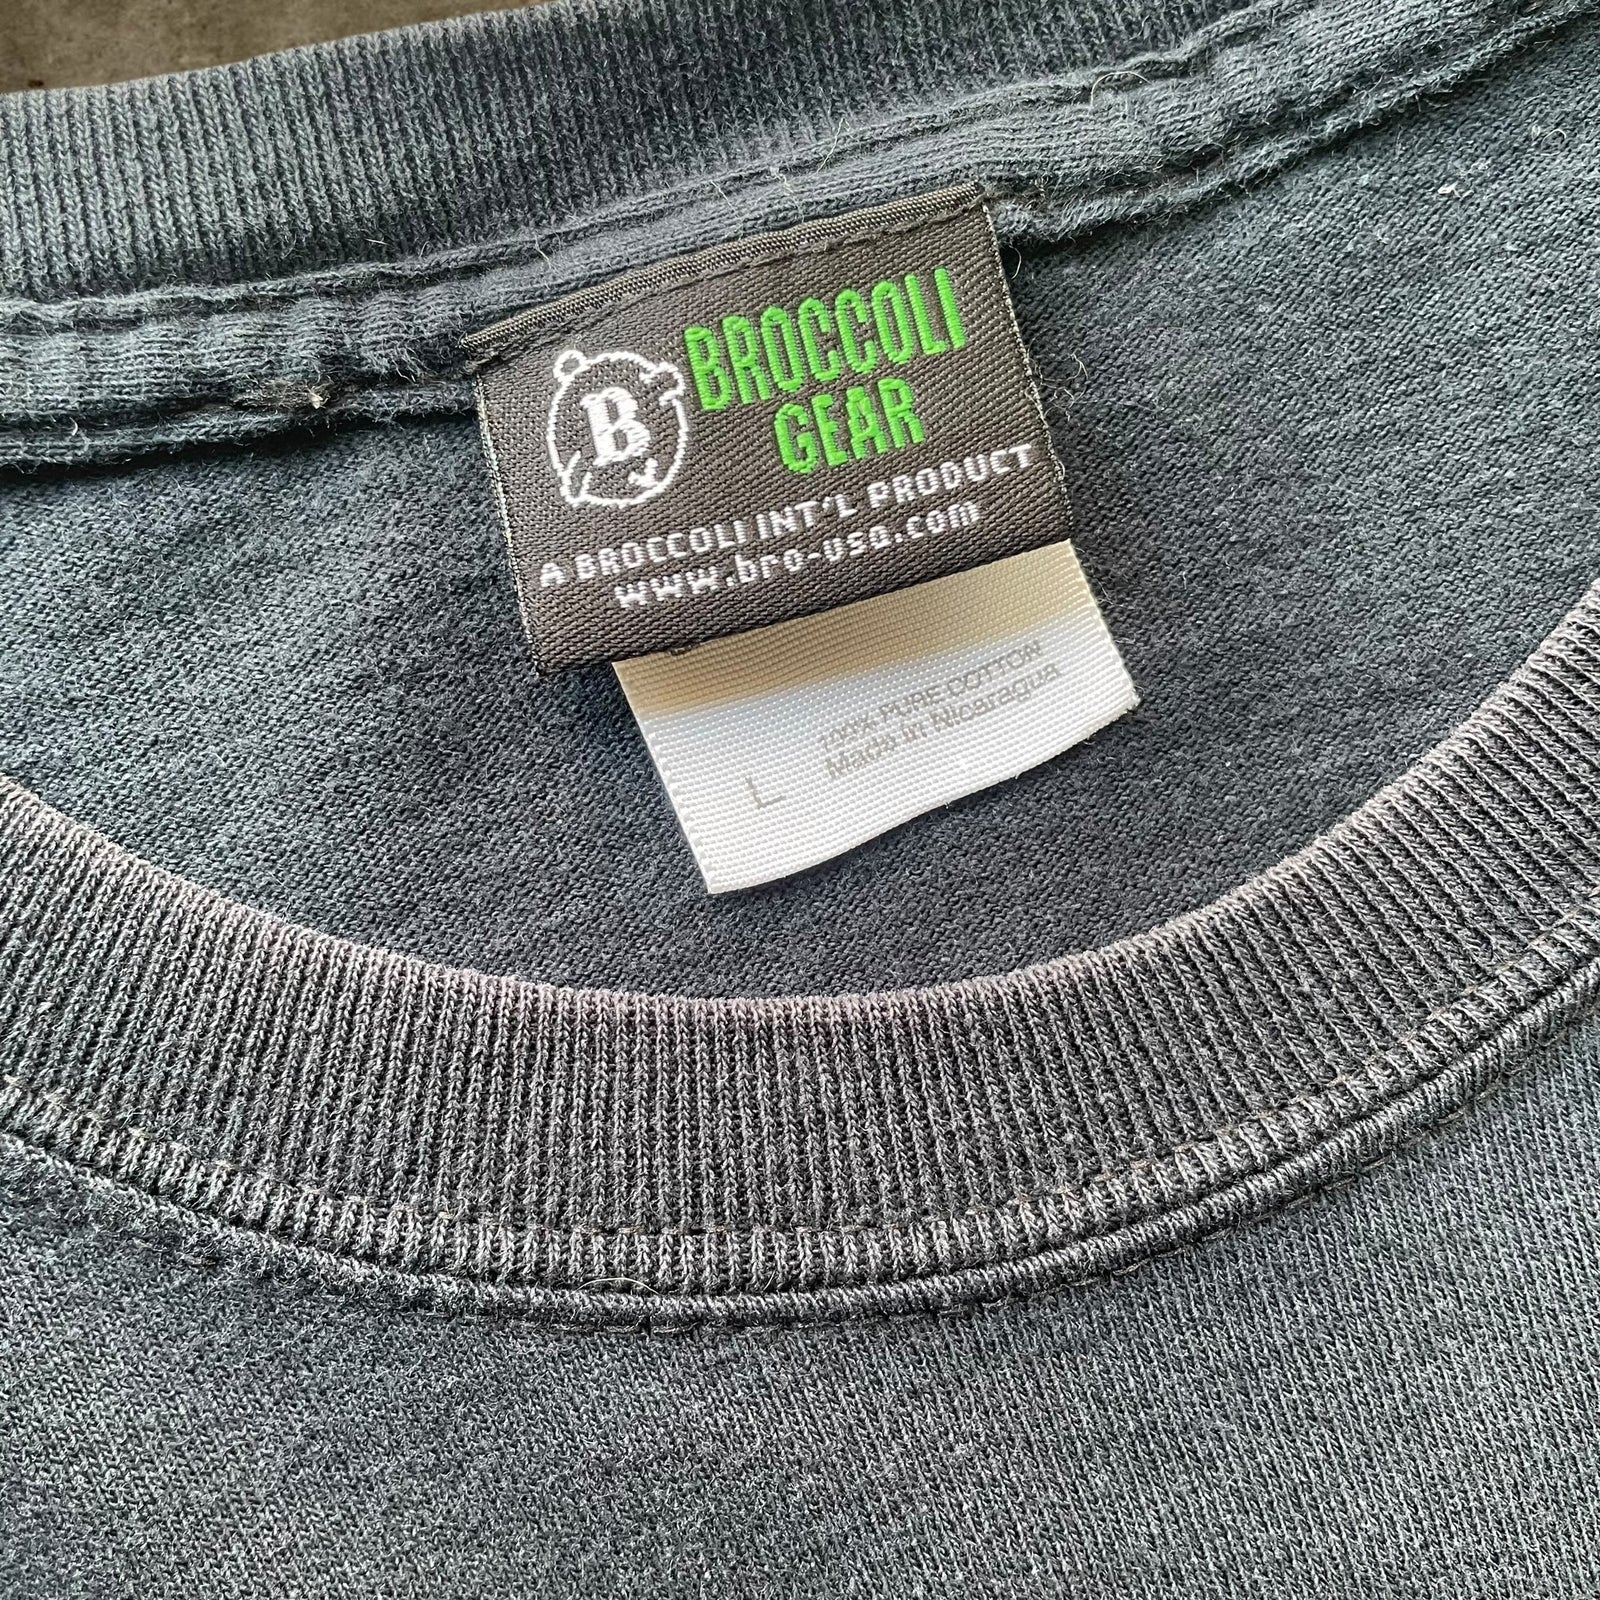 B
BROCCOLI
GEAR
A BROCCOLI INT'L PRODUCT
www.bro-usa.com
100% PURE COTTON
Made in Nicaragua
L